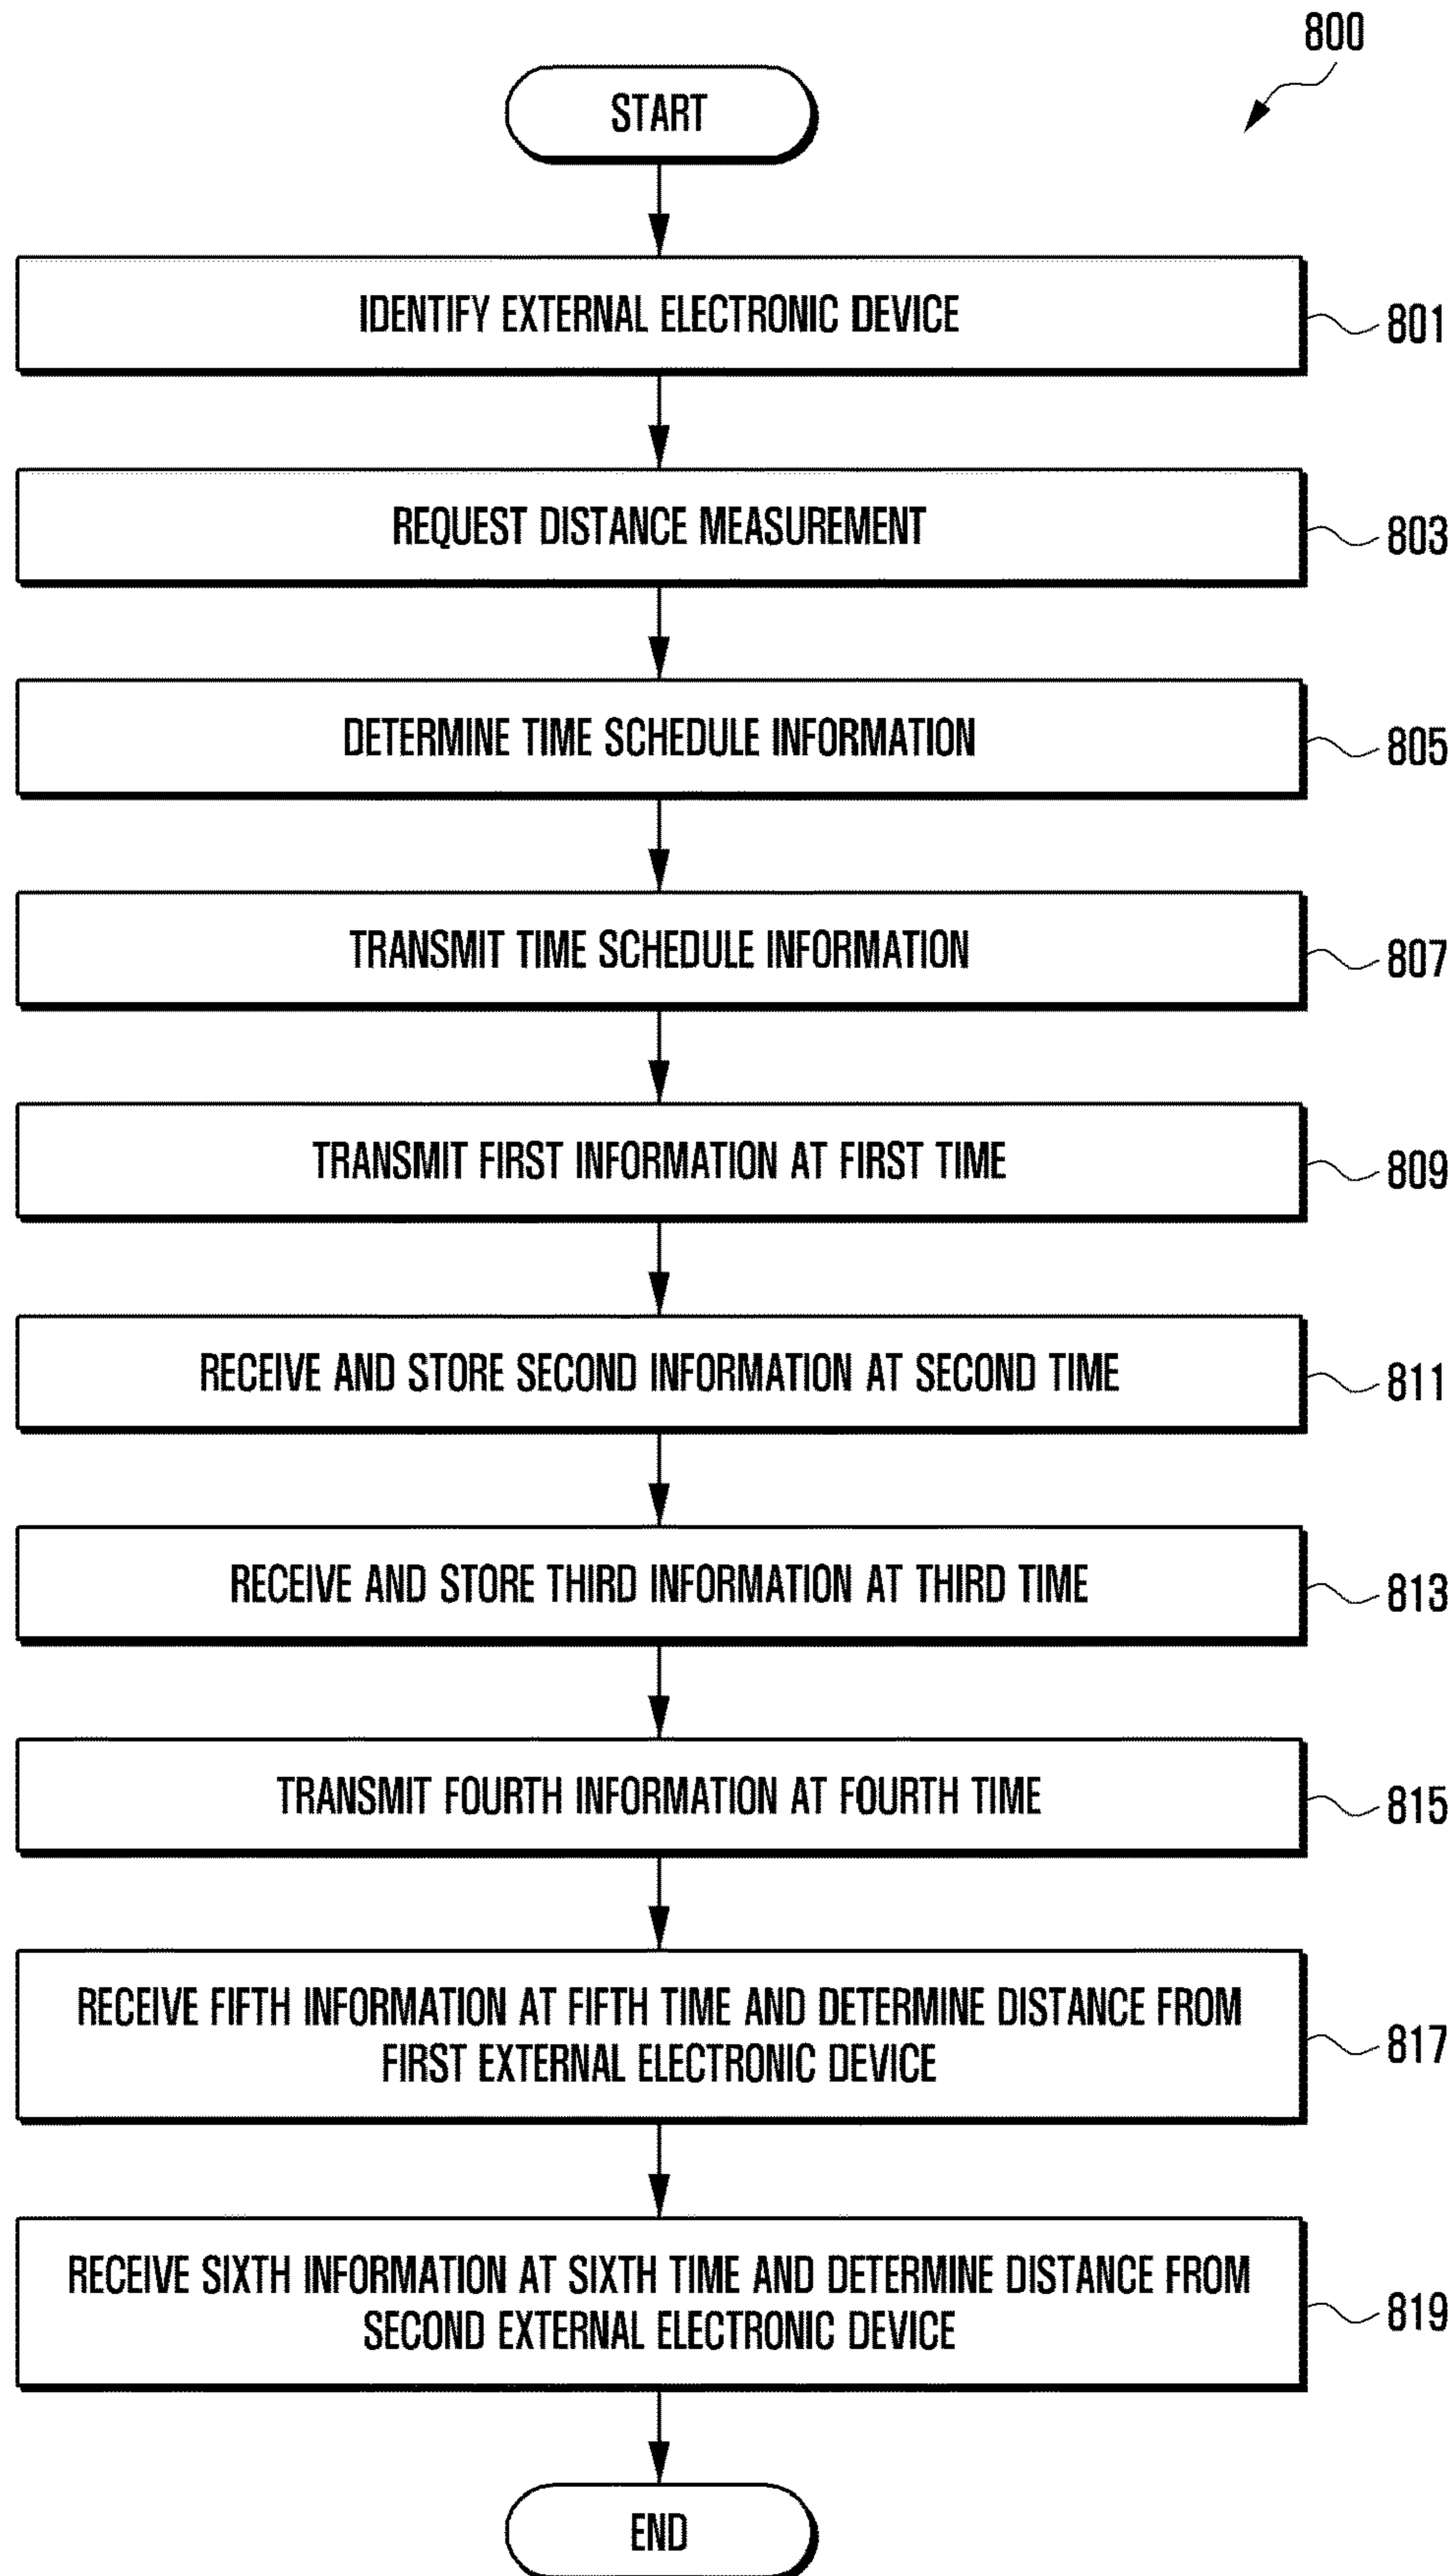 800
START
IDENTIFY EXTERNAL ELECTRONIC DEVICE
801
REQUEST DISTANCE MEASUREMENT
803
DETERMINE TIME SCHEDULE INFORMATION
805
TRANSMIT TIME SCHEDULE INFORMATION
807
TRANSMIT FIRST INFORMATION AT FIRST TIME
809
RECEIVE AND STORE SECOND INFORMATION AT SECOND TIME
811
RECEIVE AND STORE THIRD INFORMATION AT THIRD TIME
813
TRANSMIT FOURTH INFORMATION AT FOURTH TIME
815
RECEIVE FIFTH INFORMATION AT FIFTH TIME AND DETERMINE DISTANCE FROM
FIRST EXTERNAL ELECTRONIC DEVICE
817
RECEIVE SIXTH INFORMATION AT SIXTH TIME AND DETERMINE DISTANCE FROM
SECOND EXTERNAL ELECTRONIC DEVICE
819
END